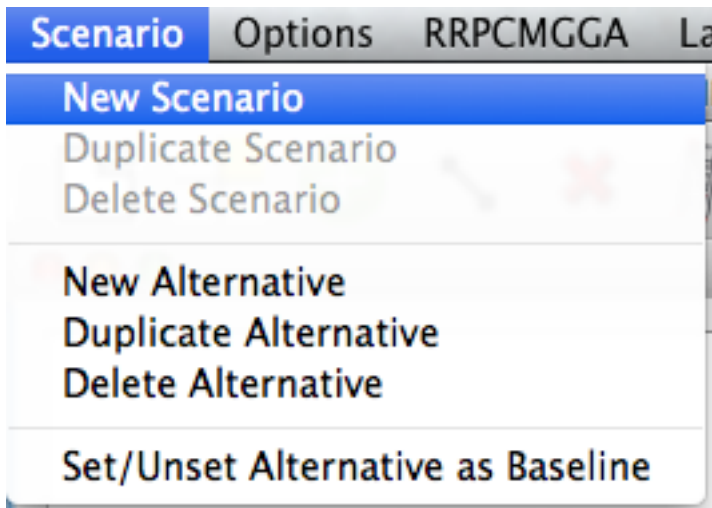 Scenario Options RRPCMGGA La
New Scenario
Duplicate Scenario
Delete Scenario
New Alternative
Duplicate Alternative
Delete Alternative
Set/Unset Alternative as Baseline